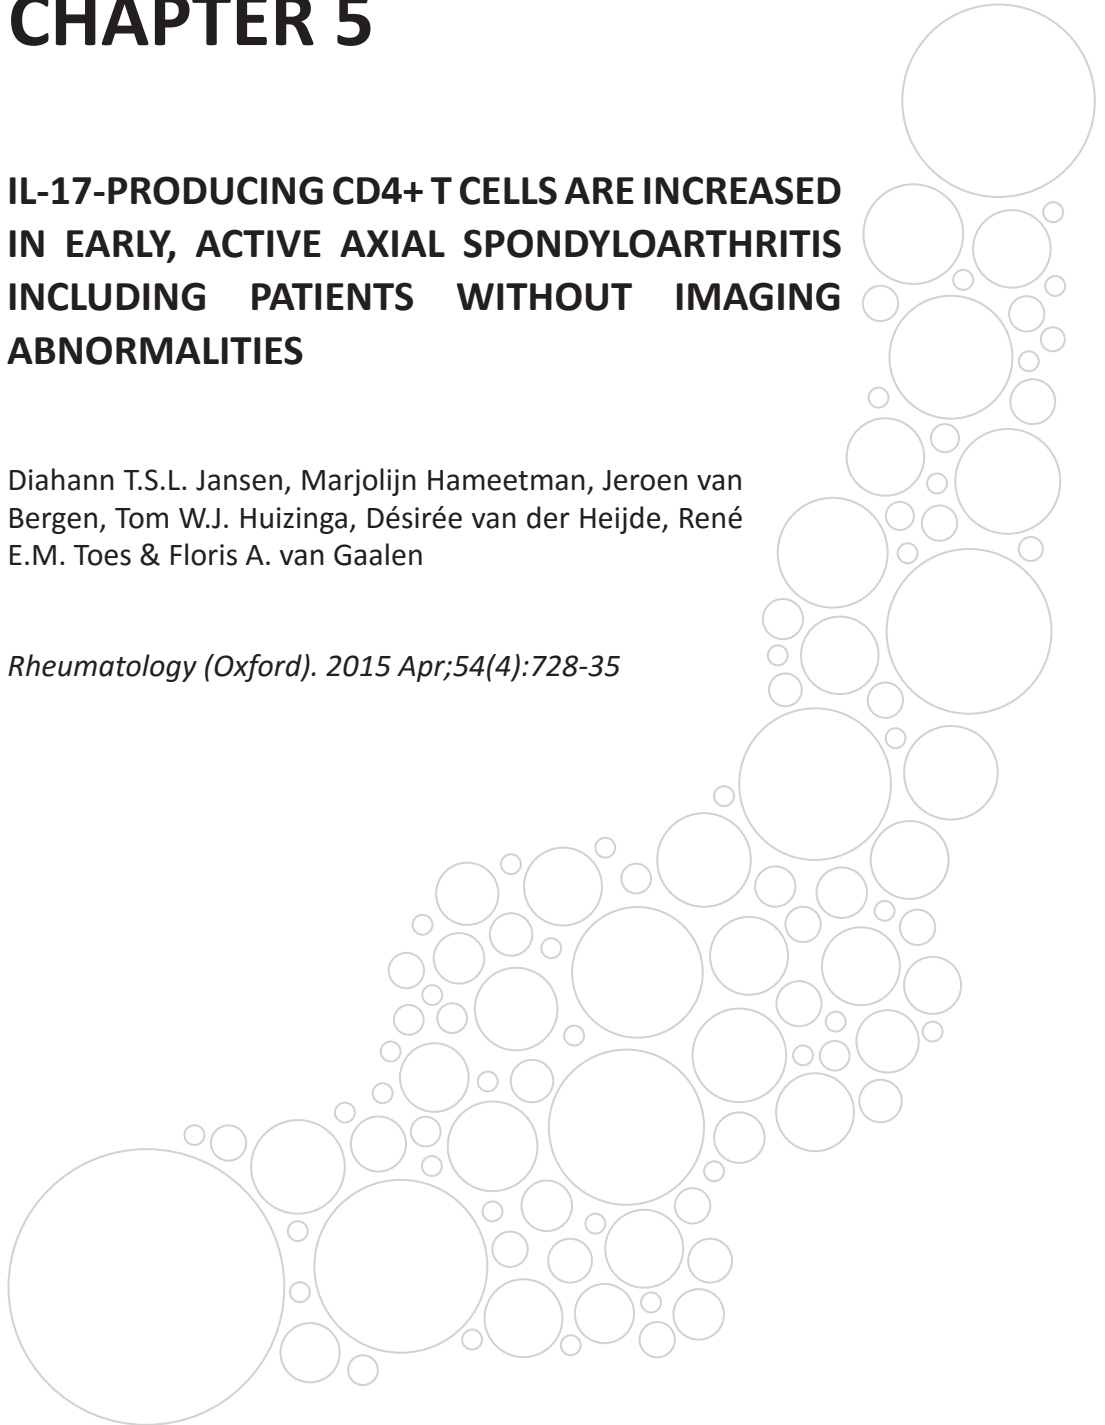 CHAPTER 5
IL-17-PRODUCING CD4+ T CELLS ARE INCREASED
IN EARLY, ACTIVE AXIAL SPONDYLOARTHRITIS
INCLUDING PATIENTS WITHOUT IMAGING
ABNORMALITIES
Diahann T.S.L. Jansen, Marjolijn Hameetman, Jeroen van
Bergen, Tom W.J. Huizinga, Désirée van der Heijde, René
E.M. Toes & Floris A. van Gaalen
Rheumatology (Oxford). 2015 Apr;54(4):728-35